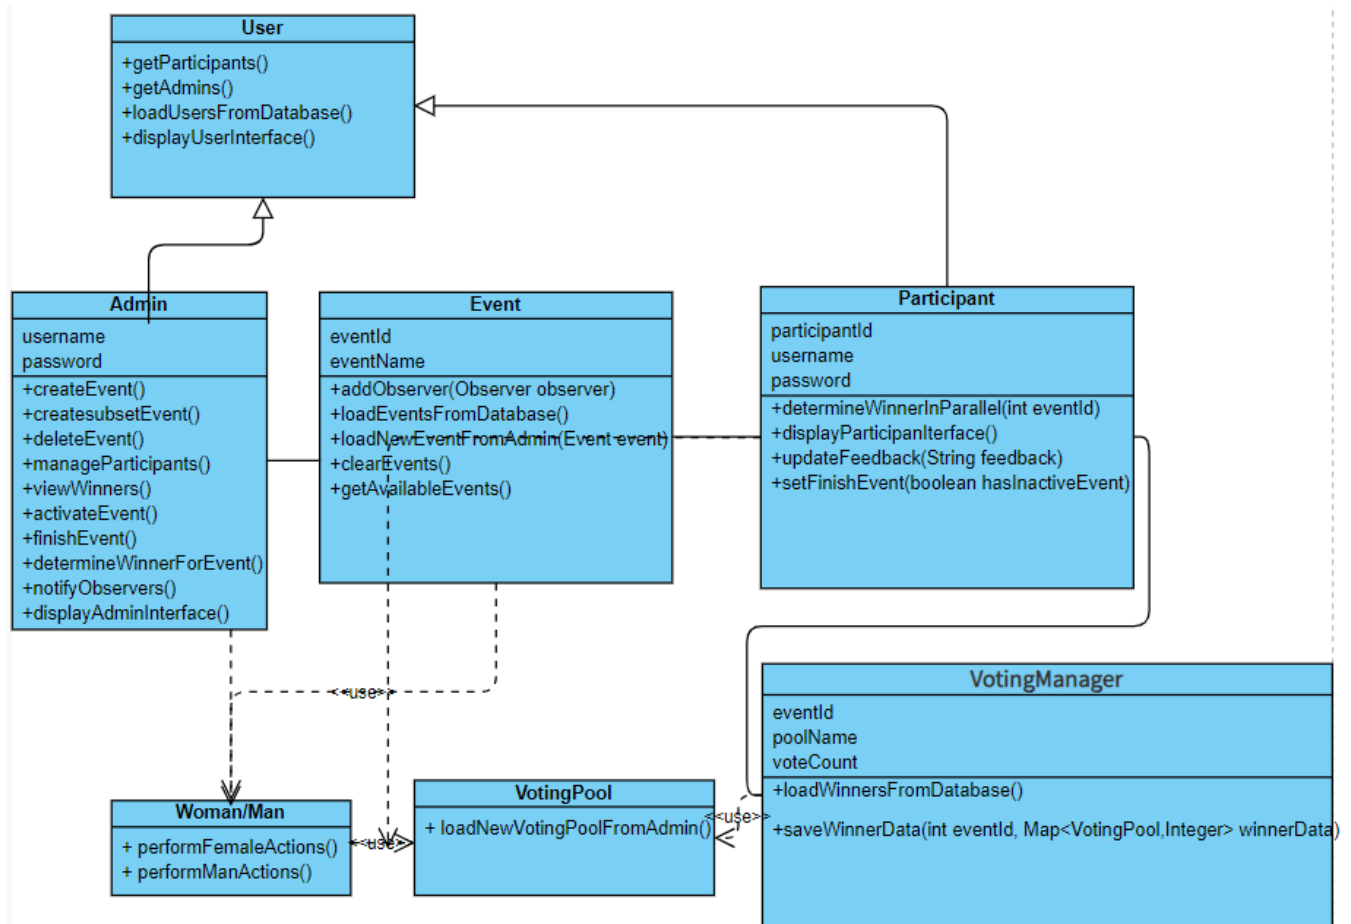 User
+getParticipants()
+getAdmins()
+loadUsersFromDatabase()
+displayUserInterface()
Admin
username
password
+createEvent()
+createsubsetEvent()
+deleteEvent()
+manageParticipants()
+viewWinners()
+activateEvent()
+finishEvent()
+determineWinnerForEvent()
+notifyObservers()
+displayAdminInterface()
Event
eventId
eventName
+addObserver(Observer observer)
+loadEventsFromDatabase()
+loadNewEventFromAdmin(Event event)
+clearEvents()
+getAvailableEvents()
Participant
participantId
username
password
+determineWinnerInParallel(int eventId)
+displayParticipanIterface()
+updateFeedback(String feedback)
+setFinishEvent(boolean hasInactiveEvent)
<<use>>
Woman/Man
+ performFemaleActions()
+ performManActions()
<<use>>
VotingPool
+ loadNewVotingPoolFromAdmin()
<<use>>
VotingManager
eventId
poolName
voteCount
+loadWinnersFromDatabase()
+saveWinnerData(int eventId, Map<VotingPool,Integer> winnerData)